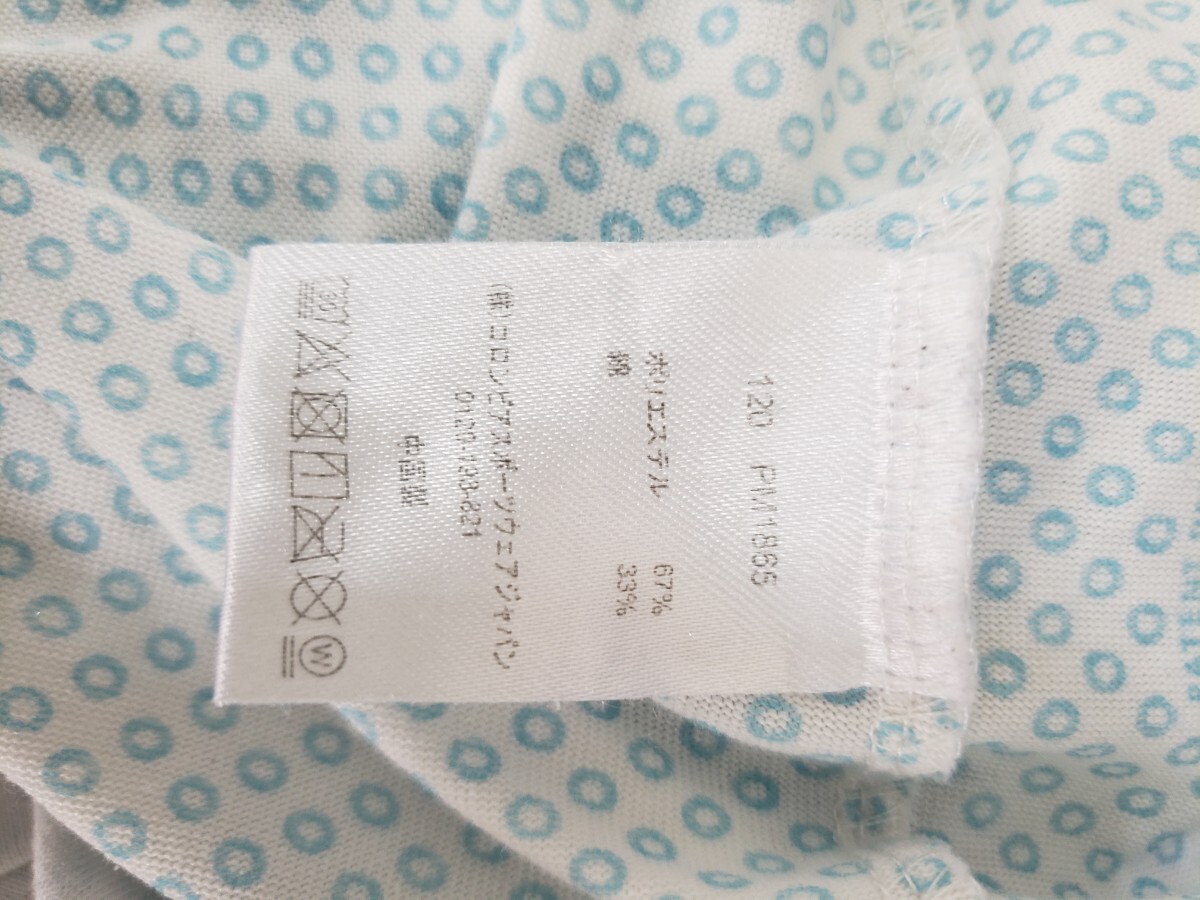 120 PM1866
ポリエステル 67%
綿 33%
(株)コロンビアスポーツウェアジャパン
0120-193-821
中国製
W